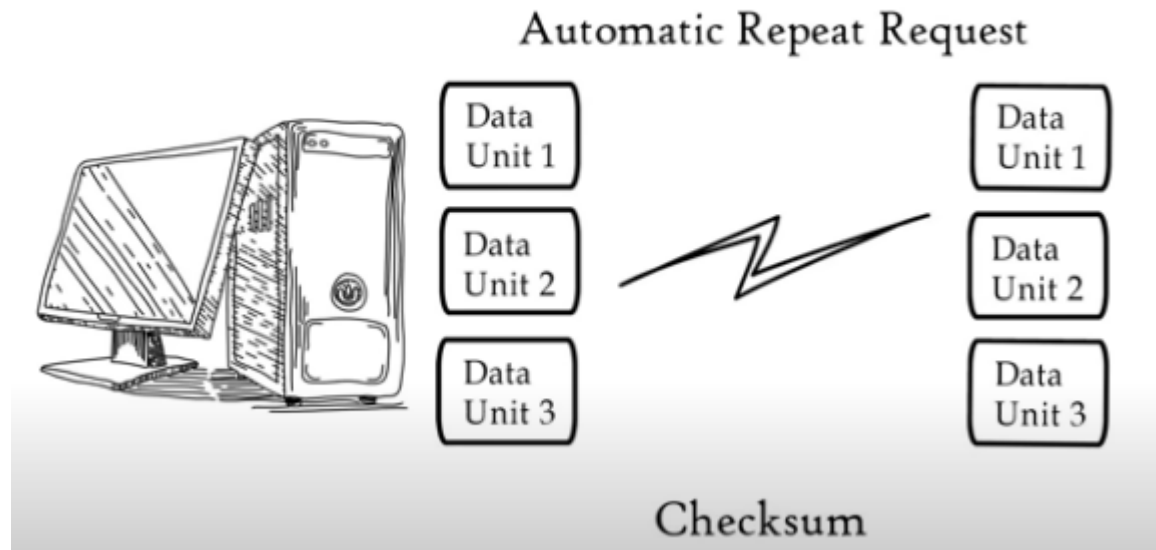 Automatic Repeat Request
Data
Unit 1
Data
Unit 2
Data
Unit 3
Data
Unit 1
Data
Unit 2
Data
Unit 3
Checksum